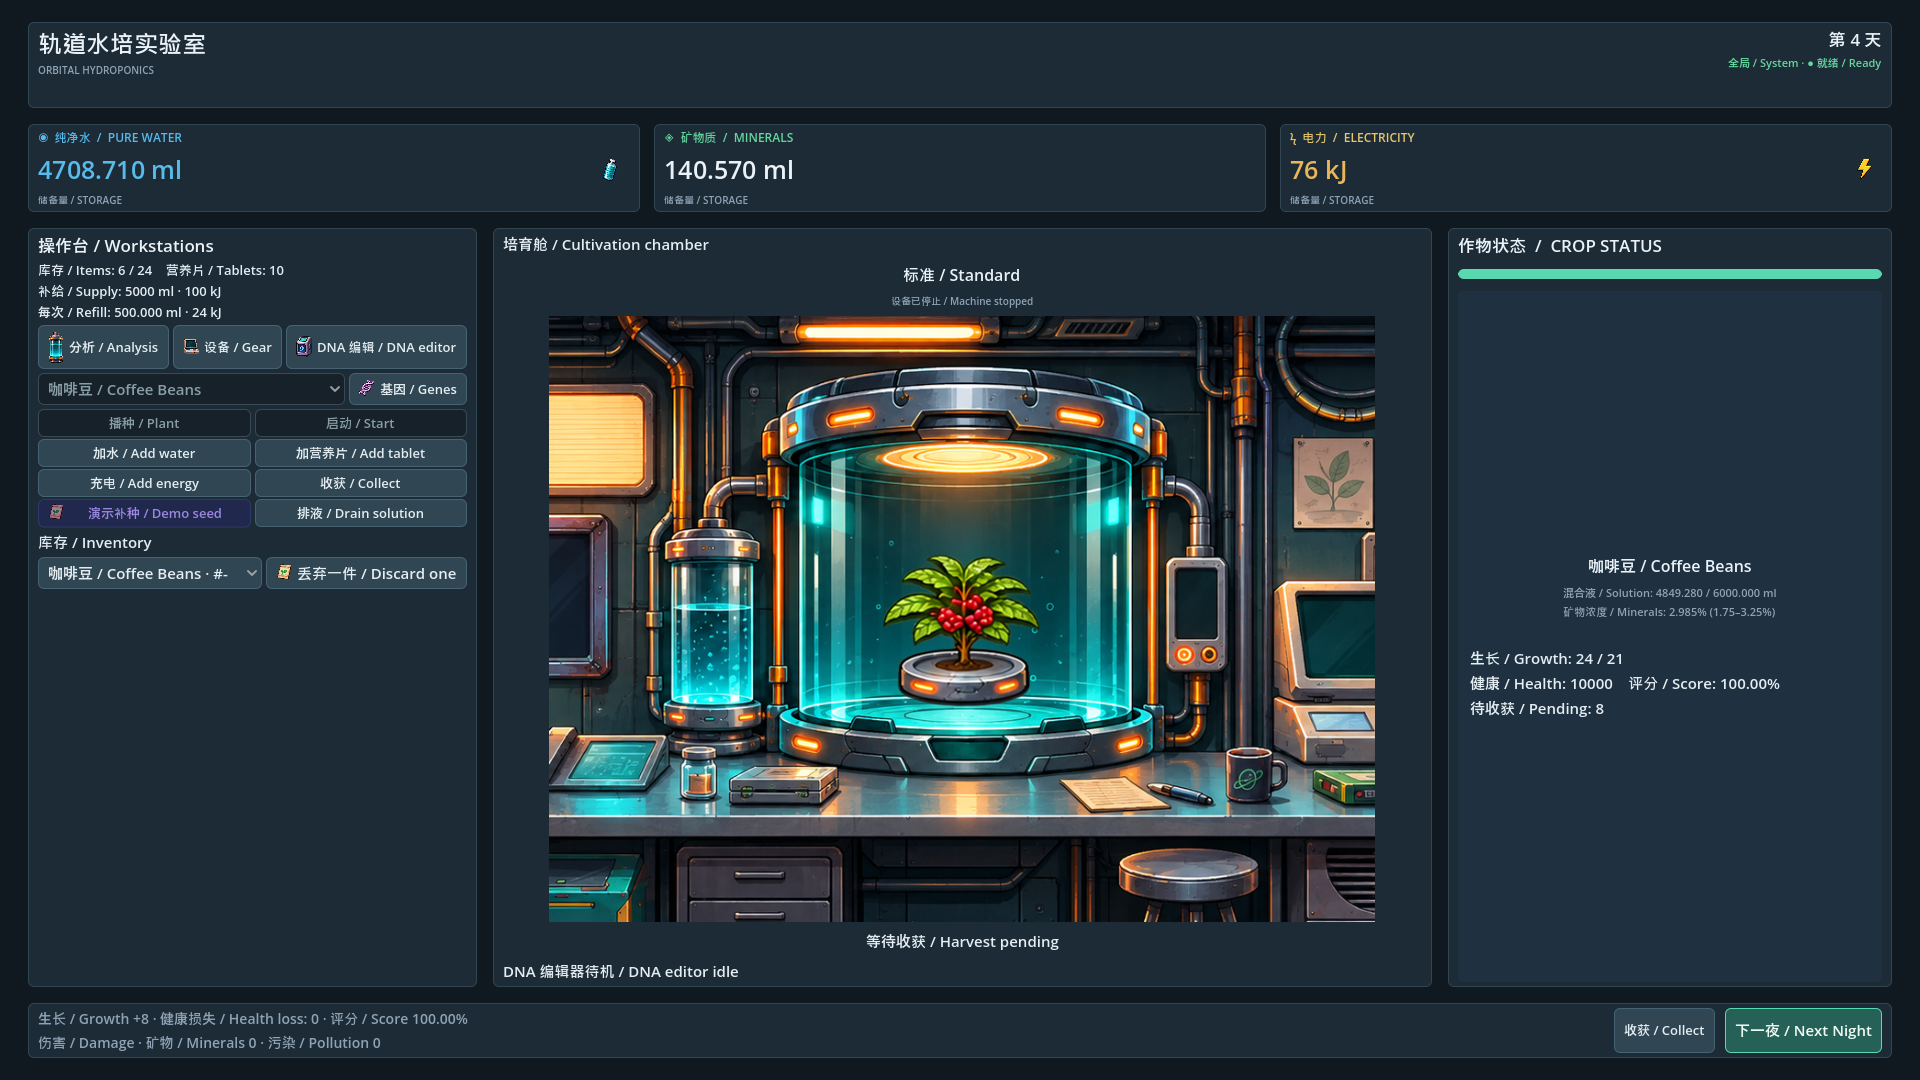 轨道水培实验室
ORBITAL HYDROPONICS
第 4 天
全局 / System · ● 就绪 / Ready
◉ 纯净水 / PURE WATER
4708.710 ml
储备量 / STORAGE
◈ 矿物质 / MINERALS
140.570 ml
储备量 / STORAGE
电力 / ELECTRICITY
76 kJ
储备量 / STORAGE
操作台 / Workstations
库存 / Items: 6 / 24 营养片 / Tablets: 10
补给 / Supply: 5000 ml · 100 kJ
每次 / Refill: 500.000 ml · 24 kJ
分析 / Analysis
设备 / Gear
DNA 编辑 / DNA editor
咖啡豆 / Coffee Beans
基因 / Genes
播种 / Plant
启动 / Start
加水 / Add water
加营养片 / Add tablet
充电 / Add energy
收获 / Collect
演示补种 / Demo seed
排液 / Drain solution
库存 / Inventory
咖啡豆 / Coffee Beans · #-
丢弃一件 / Discard one
培育舱 / Cultivation chamber
标准 / Standard
设备已停止 / Machine stopped
等待收获 / Harvest pending
DNA 编辑器待机 / DNA editor idle
作物状态 / CROP STATUS
咖啡豆 / Coffee Beans
混合液 / Solution: 4849.280 / 6000.000 ml
矿物浓度 / Minerals: 2.985% (1.75–3.25%)
生长 / Growth: 24 / 21
健康 / Health: 10000 评分 / Score: 100.00%
待收获 / Pending: 8
生长 / Growth +8 · 健康损失 / Health loss: 0 · 评分 / Score 100.00%
伤害 / Damage · 矿物 / Minerals 0 · 污染 / Pollution 0
收获 / Collect
下一夜 / Next Night